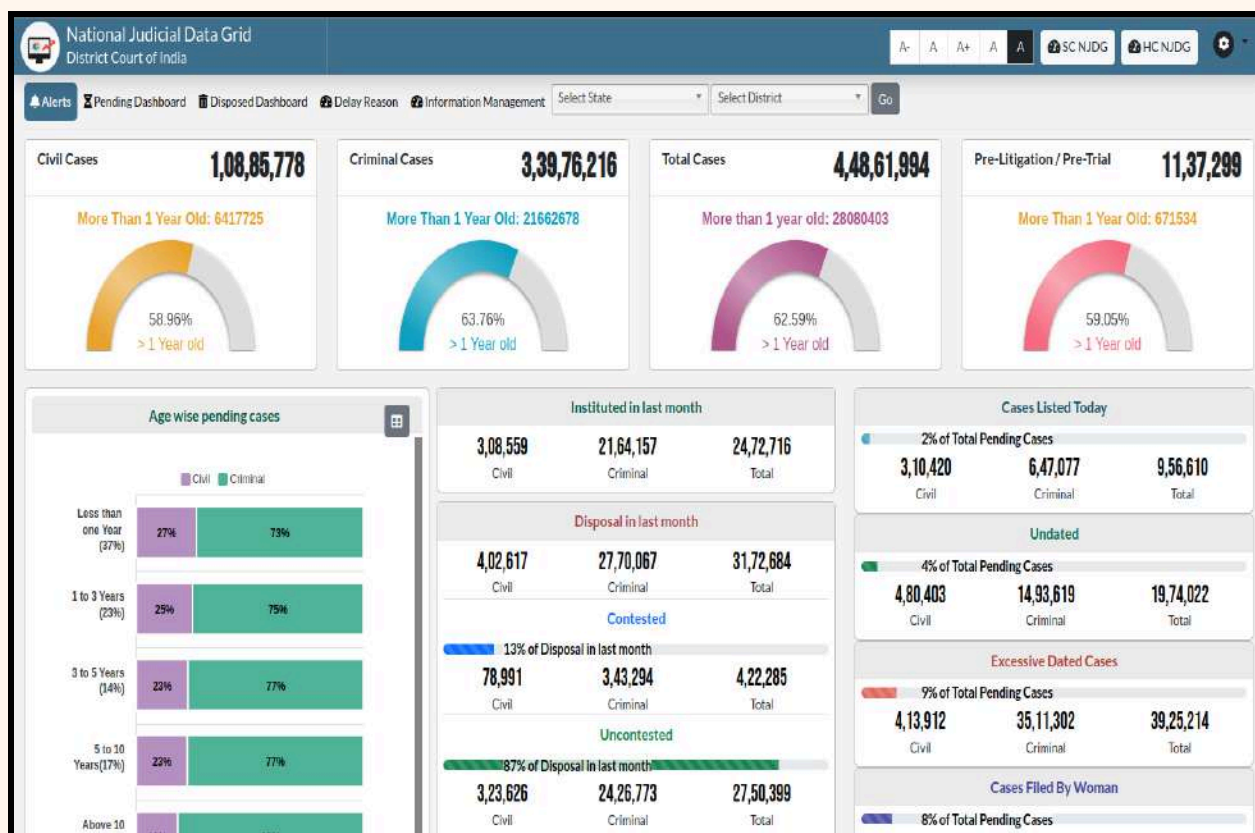 National Judicial Data Grid
District Court of India
A- A A+ A A SC NJDG HC NJDG
Alerts Pending Dashboard Disposed Dashboard Delay Reason Information Management Select State Select District Go
Civil Cases 1,08,85,778
More Than 1 Year Old: 6417725
58.96%
> 1 Year old
Criminal Cases 3,39,76,216
More Than 1 Year Old: 21662678
63.76%
> 1 Year old
Total Cases 4,48,61,994
More than 1 year old: 28080403
62.59%
> 1 Year old
Pre-Litigation / Pre-Trial 11,37,299
More Than 1 Year Old: 671534
59.05%
> 1 Year old
Age wise pending cases
Civil Criminal
Less than
one Year
(37%)
27% 73%
1 to 3 Years
(23%)
25% 75%
3 to 5 Years
(14%)
23% 77%
5 to 10
Years(17%)
23% 77%
Above 10
Instituted in last month
3,08,559 21,64,157 24,72,716
Civil Criminal Total
Disposal in last month
4,02,617 27,70,067 31,72,684
Civil Criminal Total
Contested
13% of Disposal in last month
78,991 3,43,294 4,22,285
Civil Criminal Total
Uncontested
87% of Disposal in last month
3,23,626 24,26,773 27,50,399
Civil Criminal Total
Cases Listed Today
2% of Total Pending Cases
3,10,420 6,47,077 9,56,610
Civil Criminal Total
Undated
4% of Total Pending Cases
4,80,403 14,93,619 19,74,022
Civil Criminal Total
Excessive Dated Cases
9% of Total Pending Cases
4,13,912 35,11,302 39,25,214
Civil Criminal Total
Cases Filed By Woman
8% of Total Pending Cases